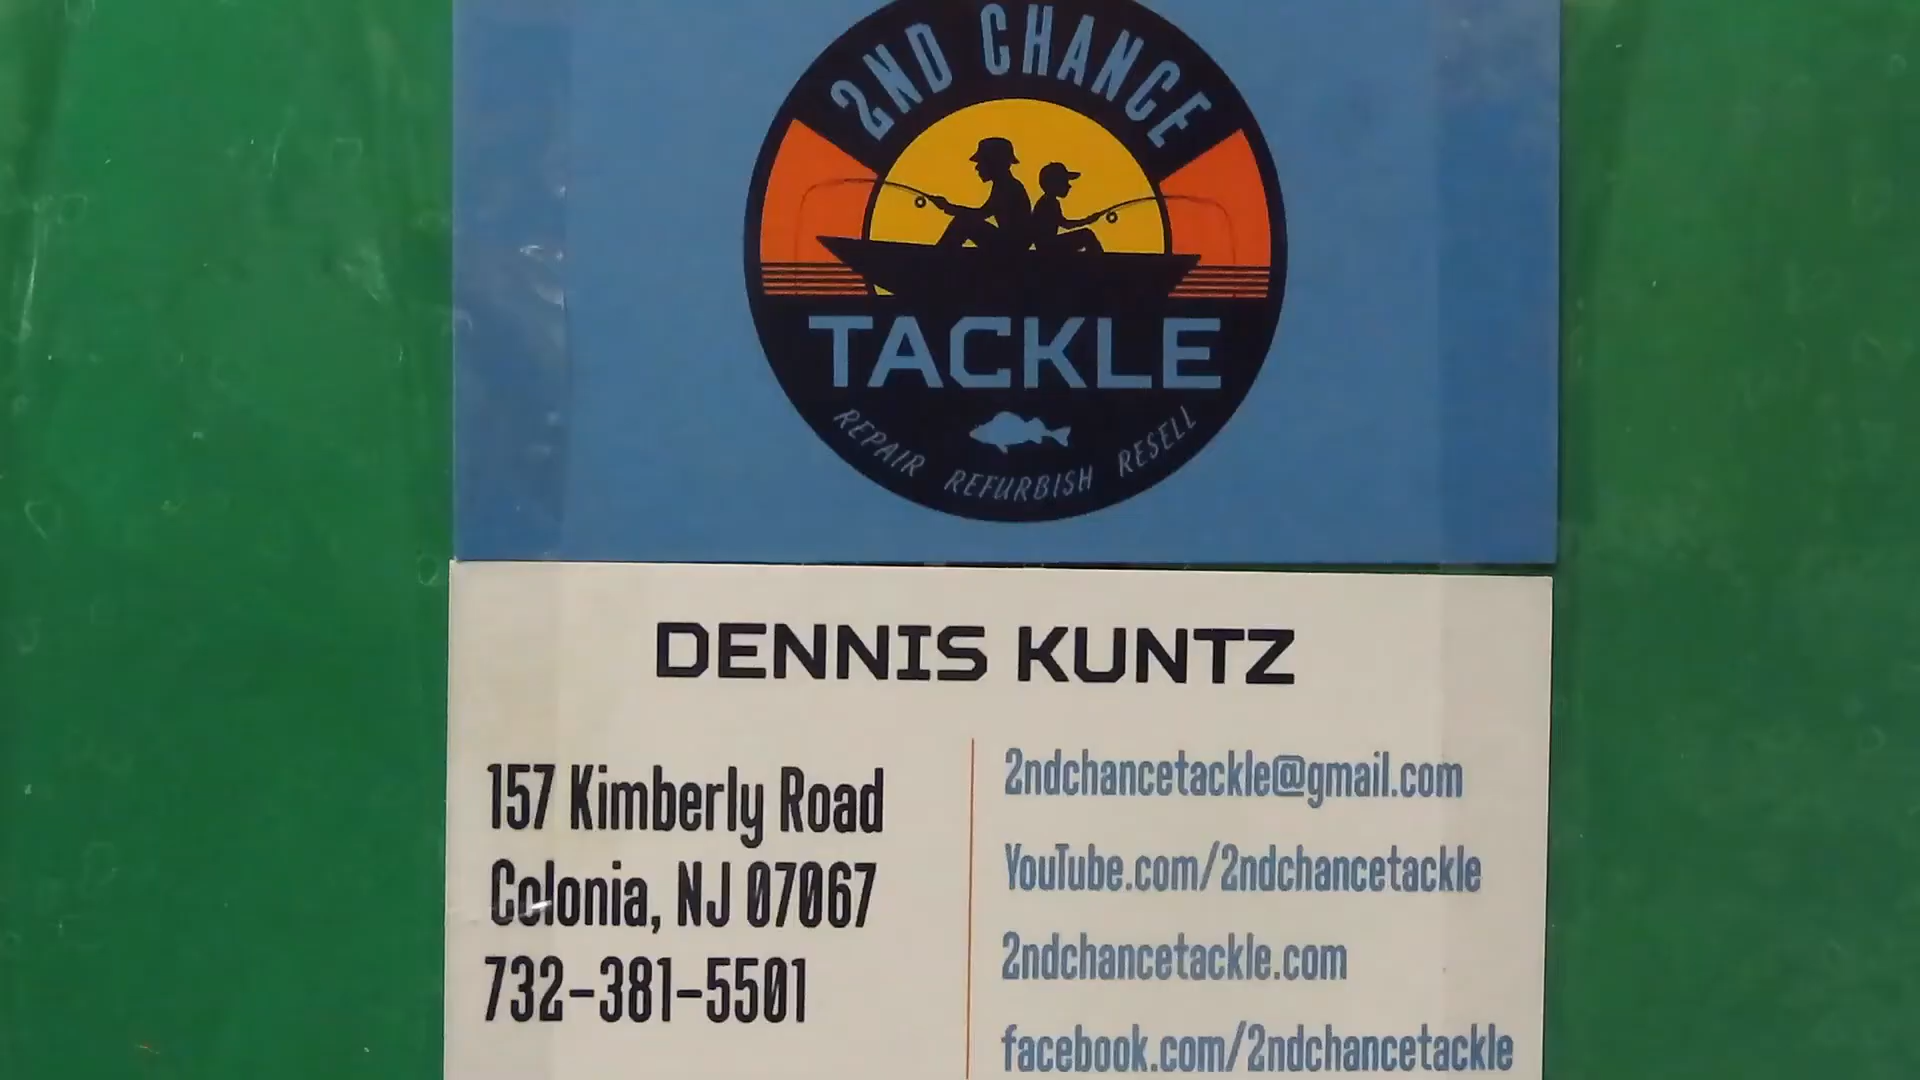 2ND CHANCE
TACKLE
REPAIR REFURBISH RESELL
DENNIS KUNTZ
157 Kimberly Road
Colonia, NJ 07067
732-381-5501
2ndchancetackle@gmail.com
YouTube.com/2ndchancetackle
2ndchancetackle.com
facebook.com/2ndchancetackle